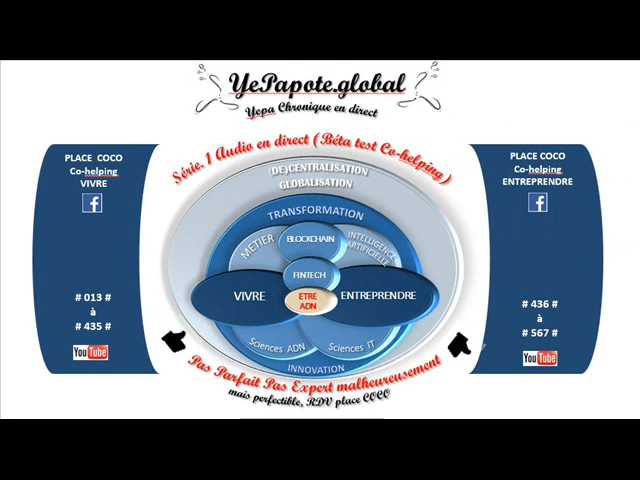 YePapote.global
Yepa Chronique en direct
Série, 1 Audio en direct (Béta test Co-helping)
PLACE COCO
Co-helping
VIVRE
# 013 #
à
# 435 #
YouTube
(DE)CENTRALISATION
GLOBALISATION
TRANSFORMATION
METIER
BLOCKCHAIN
INTELLIGENCE
ARTIFICIELLE
FINTECH
VIVRE
ETRE
ADN
ENTREPRENDRE
Sciences ADN
Sciences IT
INNOVATION
PLACE COCO
Co-helping
ENTREPRENDRE
# 436 #
à
# 567 #
YouTube
Pas Parfait Pas Expert malheureusement
mais perfectible, RDV place COCO